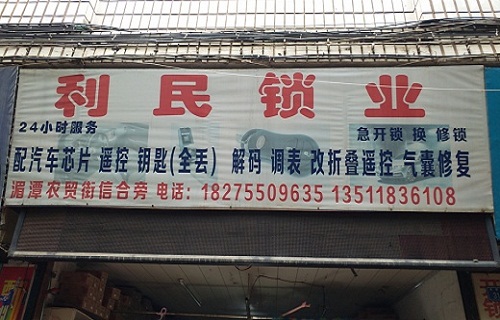 利民锁业
24小时服务 急开锁 换 修锁
配汽车芯片 遥控 钥匙(全丢) 解码 调表 改折叠遥控 气囊修复
湄潭农贸街信合旁 电话：18275509635 13511836108